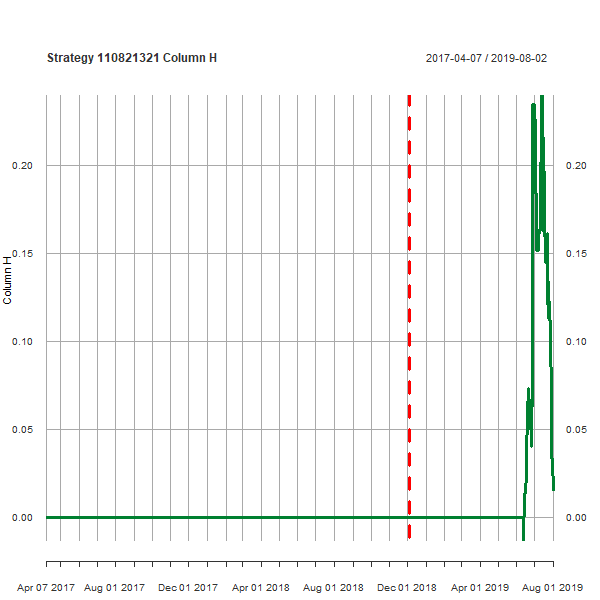 Strategy 110821321 Column H
2017-04-07 / 2019-08-02
0.20 0.20
0.15 0.15
Column H
0.10 0.10
0.05 0.05
0.00 0.00
Apr 07 2017 Aug 01 2017 Dec 01 2017 Apr 01 2018 Aug 01 2018 Dec 01 2018 Apr 01 2019 Aug 01 2019